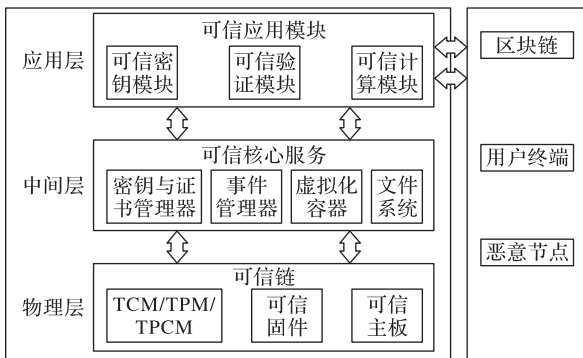 可信应用模块
应用层
可信密
钥模块
可信验
证模块
可信计
算模块
区块链
可信核心服务
中间层
密钥与证
书管理器
事件
管理器
虚拟化
容器
文件
系统
用户终端
可信链
物理层
TCM/TPM/
TPCM
可信
固件
可信
主板
恶意节点